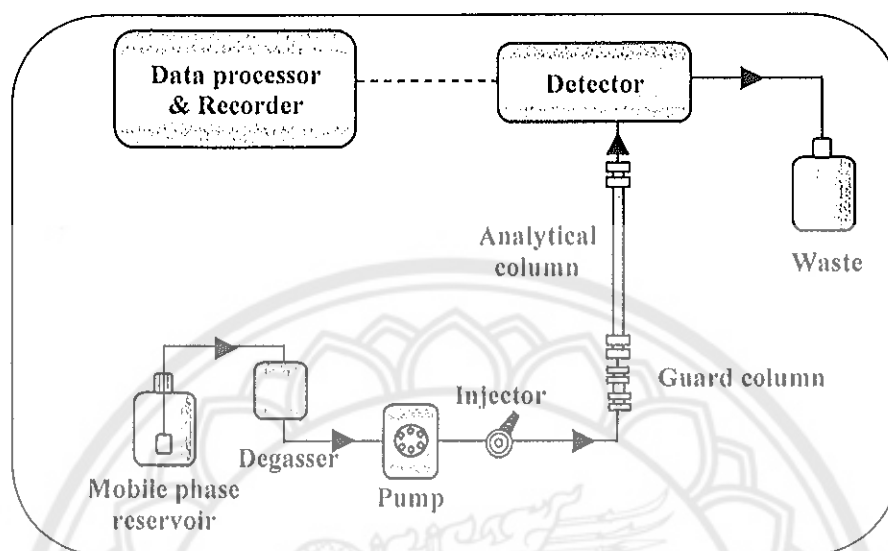 Data processor
& Recorder
Detector
Analytical
column
Waste
Guard column
Injector
Degasser
Mobile phase
reservoir
Pump